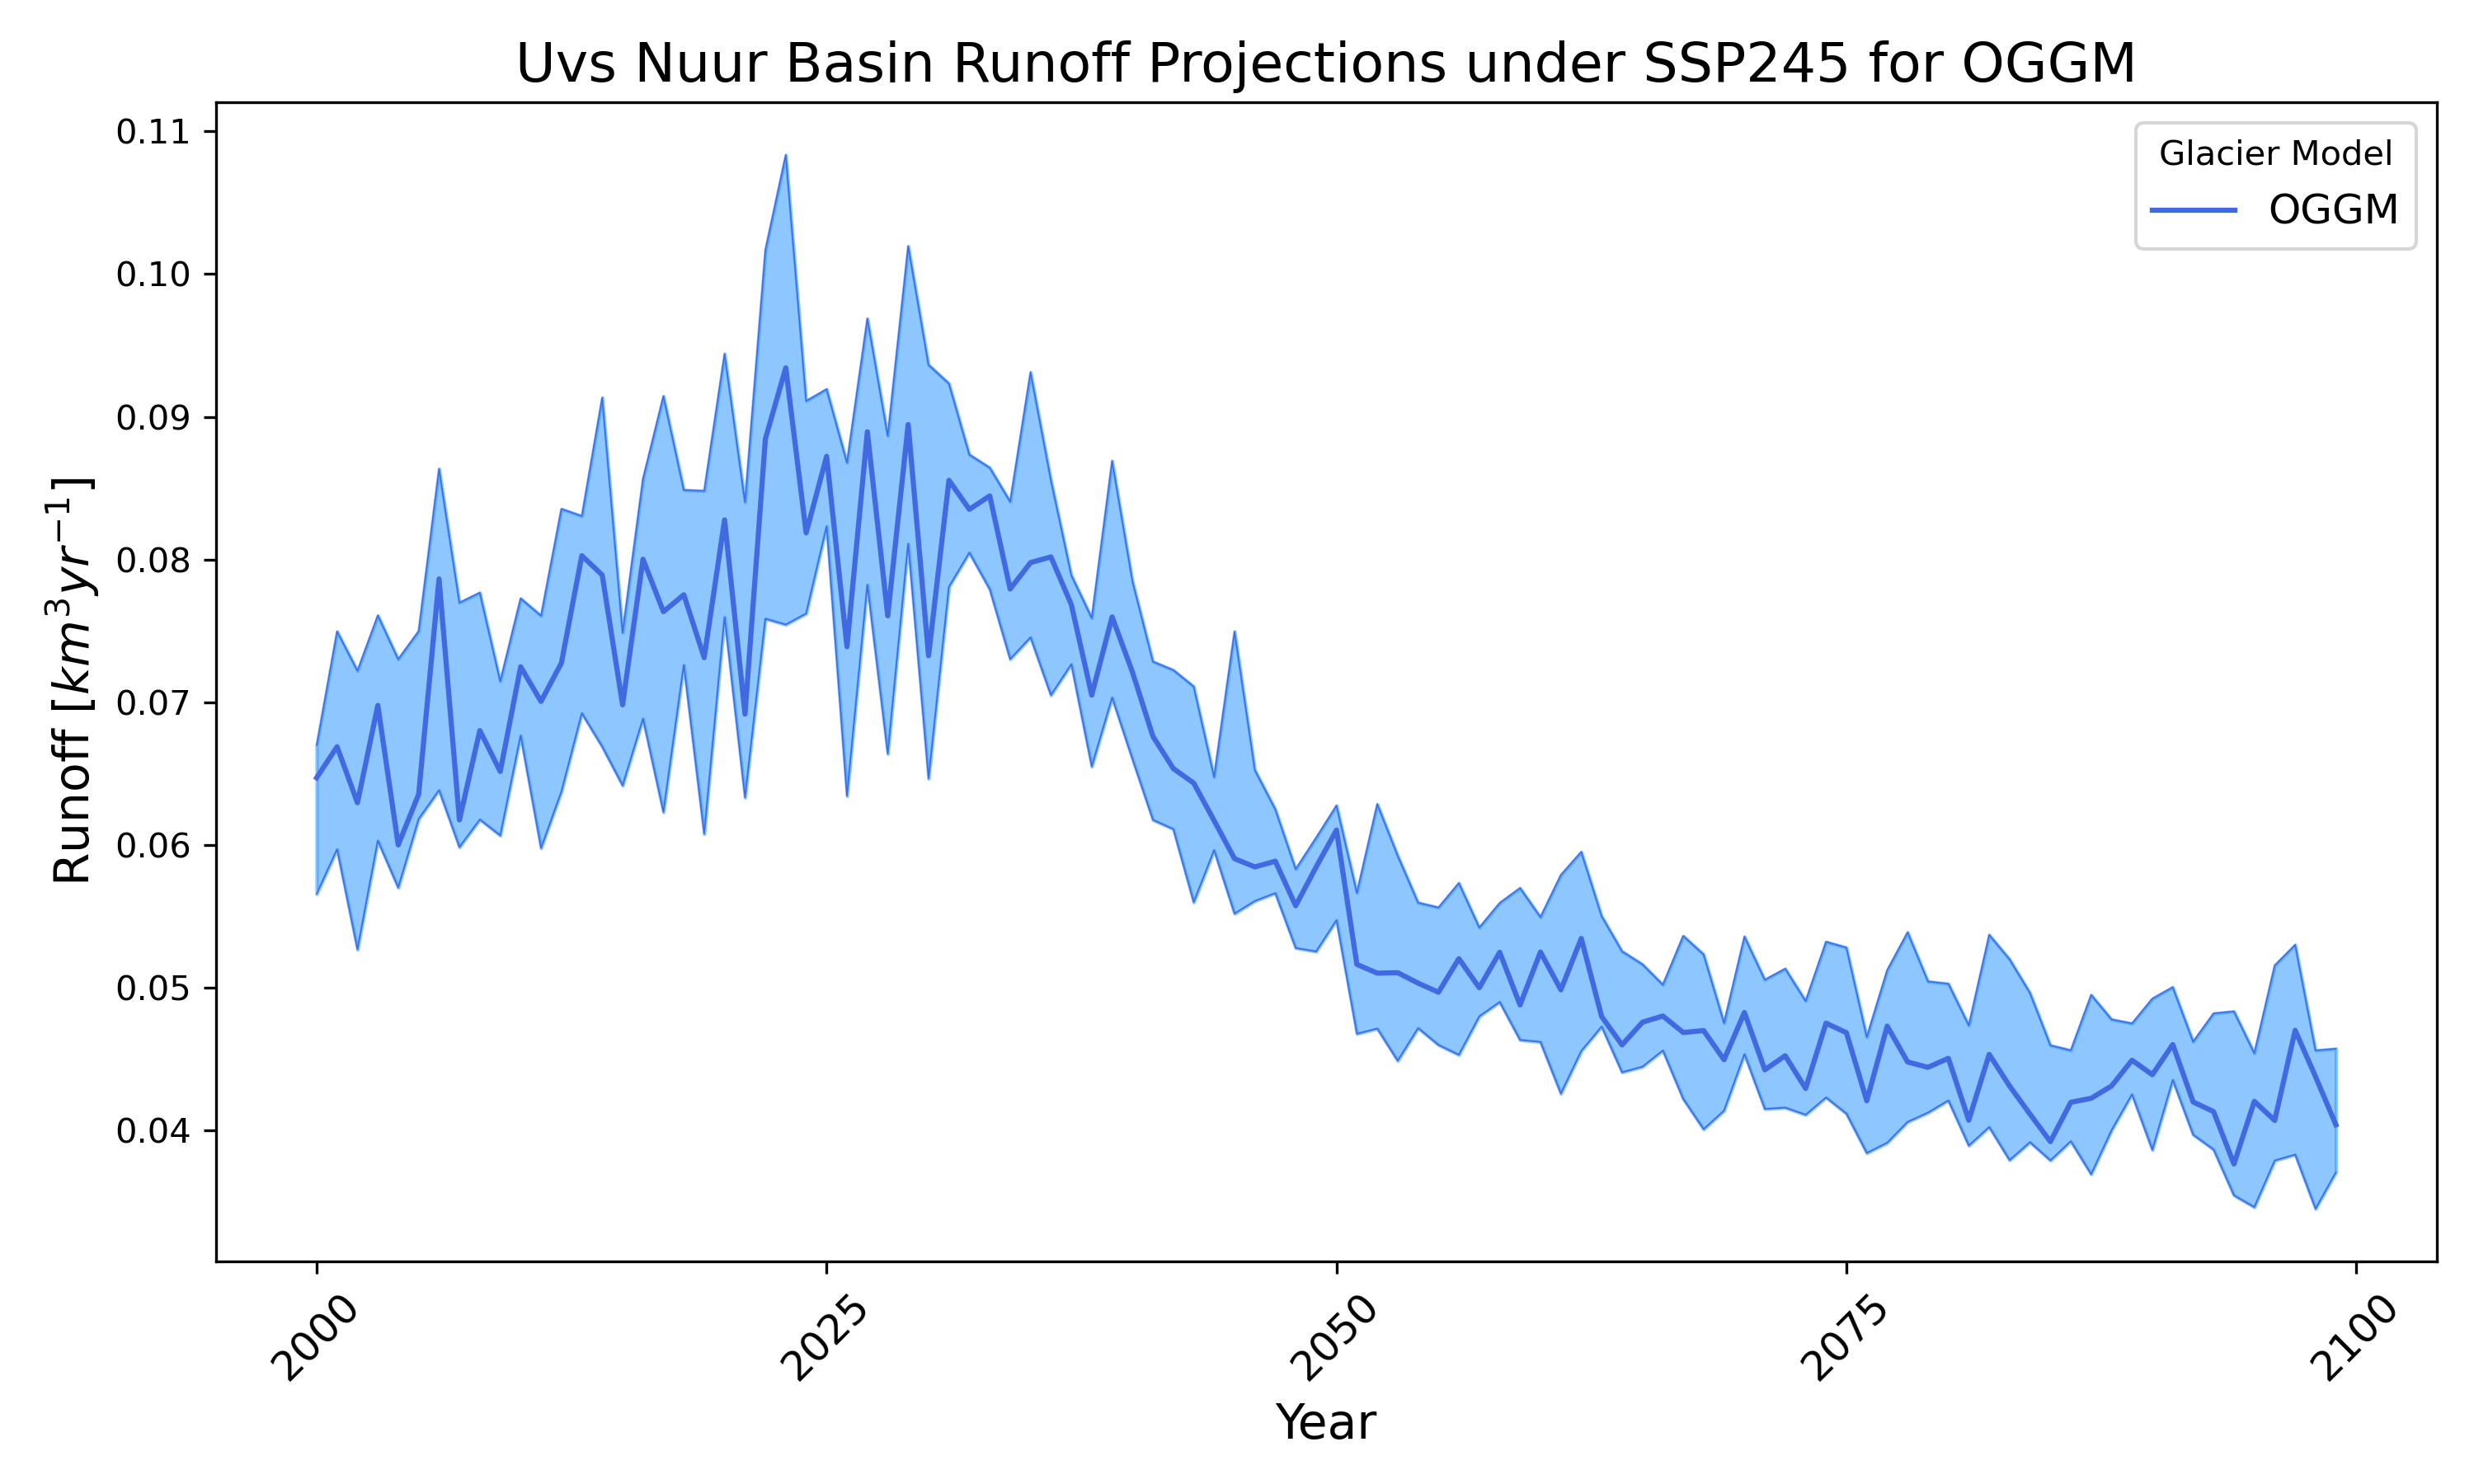 Uvs Nuur Basin Runoff Projections under SSP245 for OGGM
Glacier Model
OGGM
0.11
0.10
0.09
0.08
0.07
0.06
0.05
0.04
Runoff [km³yr⁻¹]
2000
2025
2050
2075
2100
Year